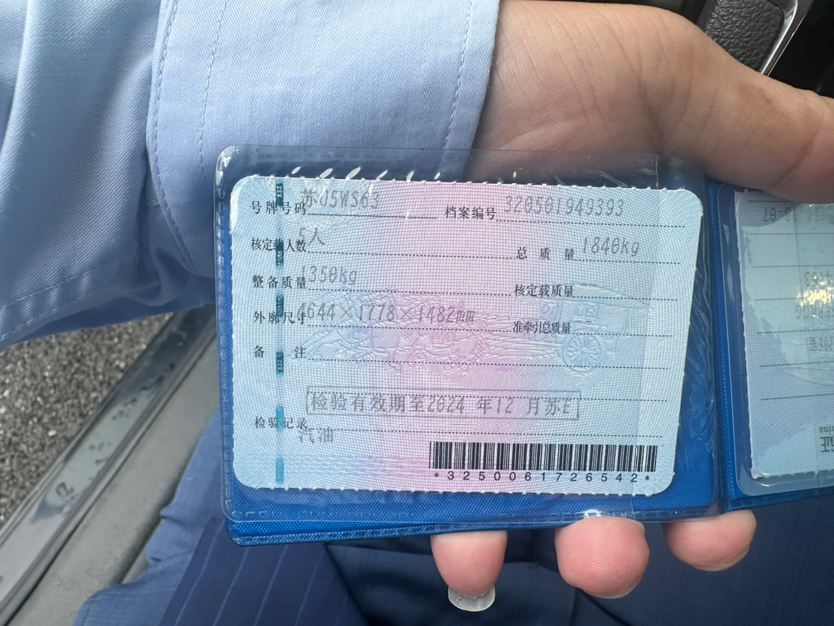 号牌号码 苏U5WS63 档案编号 320501949393
核定载人数 5人 总质量 1840kg
整备质量 1350kg 核定载质量
外廓尺寸 4644×1778×1482mm 准牵引总质量
备注
检验有效期至2024 年12 月苏E
检验记录
汽油
*3250061726542*